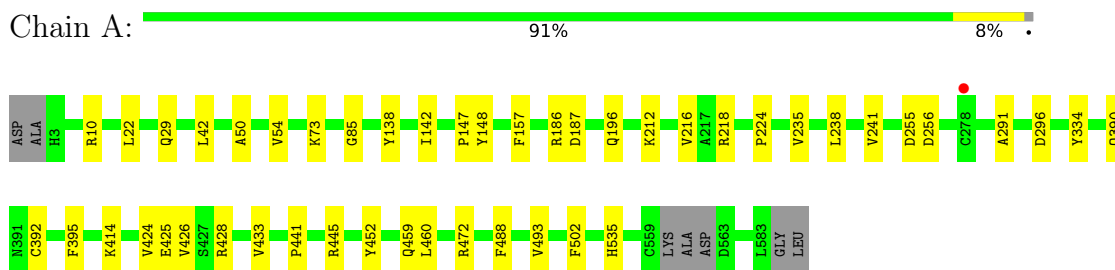 Chain A:
91% 8% •
ASP ALA H3 R10 L22 Q29 L42 A50 V54 K73 G85 Y138 I142 P147 Y148 F157 R186 D187 Q196 K212 V216 A217 R218 P224 V235 L238 V241 D255 D256 C278 A291 D296 Y334
N391 C392 F395 K414 V424 E425 V426 S427 R428 V433 P441 R445 Y452 Q459 L460 R472 F488 V493 F502 H535 C559 LYS ALA ASP D563 L583 GLY LEU